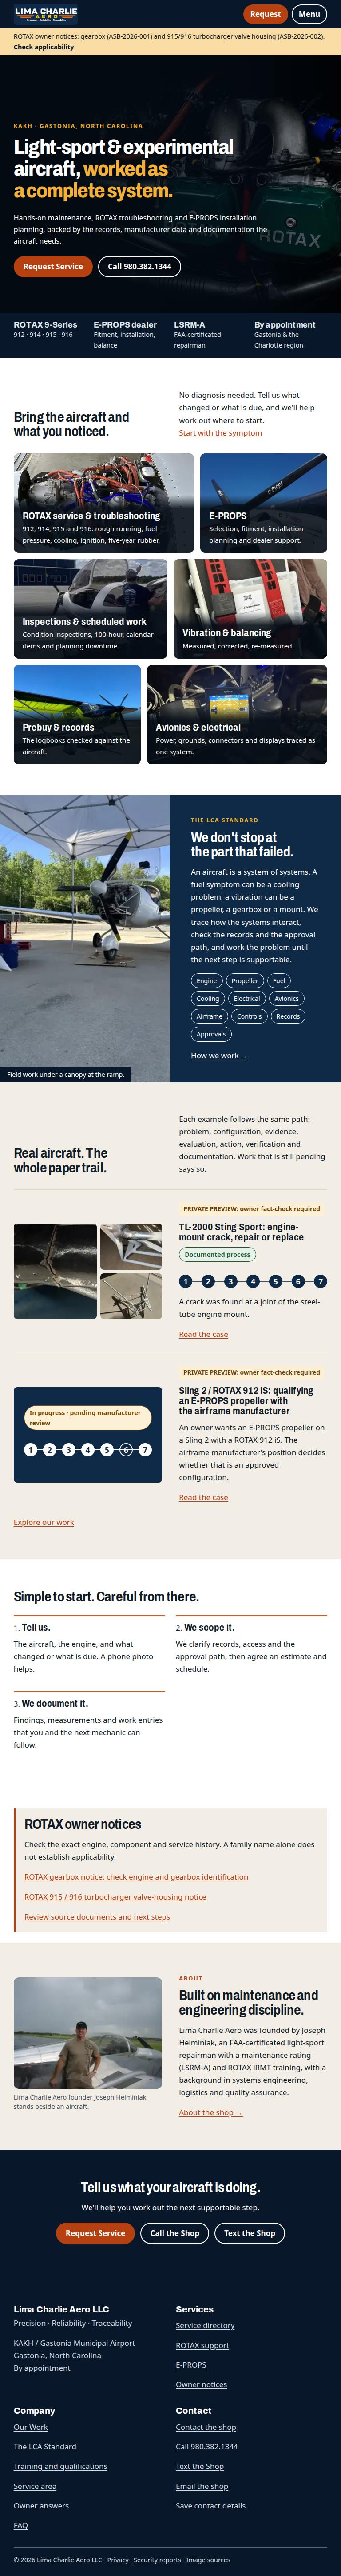 LIMA CHARLIE
AERO
Request
Menu
ROTAX owner notices: gearbox (ASB-2026-001) and 915/916 turbocharger valve housing (ASB-2026-002).
Check applicability
KAKH · GASTONIA, NORTH CAROLINA
Light-sport & experimental
aircraft, worked as
a complete system.
Hands-on maintenance, ROTAX troubleshooting and E-PROPS installation
planning, backed by the records, manufacturer data and documentation the
aircraft needs.
ROTAX
Request Service
Call 980.382.1344
ROTAX 9-Series
912 · 914 · 915 · 916
E-PROPS dealer
Fitment, installation,
balance
LSRM-A
FAA-certificated
repairman
By appointment
Gastonia & the
Charlotte region
Bring the aircraft and
what you noticed.
No diagnosis needed. Tell us what
changed or what is due, and we'll help
work out where to start.
Start with the symptom
ROTAX service & troubleshooting
912, 914, 915 and 916: rough running, fuel
pressure, cooling, ignition, five-year rubber.
E-PROPS
Selection, fitment, installation
planning and dealer support.
Inspections & scheduled work
Condition inspections, 100-hour, calendar
items and planning downtime.
Vibration & balancing
Measured, corrected, re-measured.
Prebuy & records
The logbooks checked against the
aircraft.
Avionics & electrical
Power, grounds, connectors and displays traced as
one system.
THE LCA STANDARD
We don't stop at
the part that failed.
An aircraft is a system of systems. A
fuel symptom can be a cooling
problem; a vibration can be a
propeller, a gearbox or a mount. We
trace how the systems interact,
check the records and the approval
path, and work the problem until
the next step is supportable.
Engine
Propeller
Fuel
Cooling
Electrical
Avionics
Airframe
Controls
Records
Approvals
How we work →
Field work under a canopy at the ramp.
Real aircraft. The
whole paper trail.
Each example follows the same path:
problem, configuration, evidence,
evaluation, action, verification and
documentation. Work that is still pending
says so.
PRIVATE PREVIEW: owner fact-check required
TL-2000 Sting Sport: engine-
mount crack, repair or replace
Documented process
1 2 3 4 5 6 7
A crack was found at a joint of the steel-
tube engine mount.
Read the case
PRIVATE PREVIEW: owner fact-check required
In progress · pending manufacturer
review
1 2 3 4 5 6 7
Sling 2 / ROTAX 912 iS: qualifying
an E-PROPS propeller with
the airframe manufacturer
An owner wants an E-PROPS propeller on
a Sling 2 with a ROTAX 912 iS. The
airframe manufacturer's position decides
whether that is an approved
configuration.
Read the case
Explore our work
Simple to start. Careful from there.
1. Tell us.
The aircraft, the engine, and what
changed or what is due. A phone photo
helps.
2. We scope it.
We clarify records, access and the
approval path, then agree an estimate and
schedule.
3. We document it.
Findings, measurements and work entries
that you and the next mechanic can
follow.
ROTAX owner notices
Check the exact engine, component and service history. A family name alone does
not establish applicability.
ROTAX gearbox notice: check engine and gearbox identification
ROTAX 915 / 916 turbocharger valve-housing notice
Review source documents and next steps
Lima Charlie Aero founder Joseph Helminiak
stands beside an aircraft.
ABOUT
Built on maintenance and
engineering discipline.
Lima Charlie Aero was founded by Joseph
Helminiak, an FAA-certificated light-sport
repairman with a maintenance rating
(LSRM-A) and ROTAX iRMT training, with a
background in systems engineering,
logistics and quality assurance.
About the shop →
Tell us what your aircraft is doing.
We'll help you work out the next supportable step.
Request Service
Call the Shop
Text the Shop
Lima Charlie Aero LLC
Precision · Reliability · Traceability
KAKH / Gastonia Municipal Airport
Gastonia, North Carolina
By appointment
Services
Service directory
ROTAX support
E-PROPS
Owner notices
Company
Our Work
The LCA Standard
Training and qualifications
Service area
Owner answers
FAQ
Contact
Contact the shop
Call 980.382.1344
Text the Shop
Email the shop
Save contact details
© 2026 Lima Charlie Aero LLC · Privacy · Security reports · Image sources